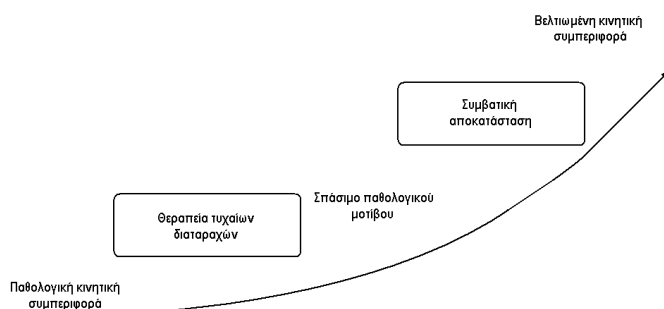 Βελτιωμένη κινητική
συμπεριφορά
Συμβατική
αποκατάσταση
Σπάσιμο παθολογικού
μοτίβου
Θεραπεία τυχαίων
διαταραχών
Παθολογική κινητική
συμπεριφορά